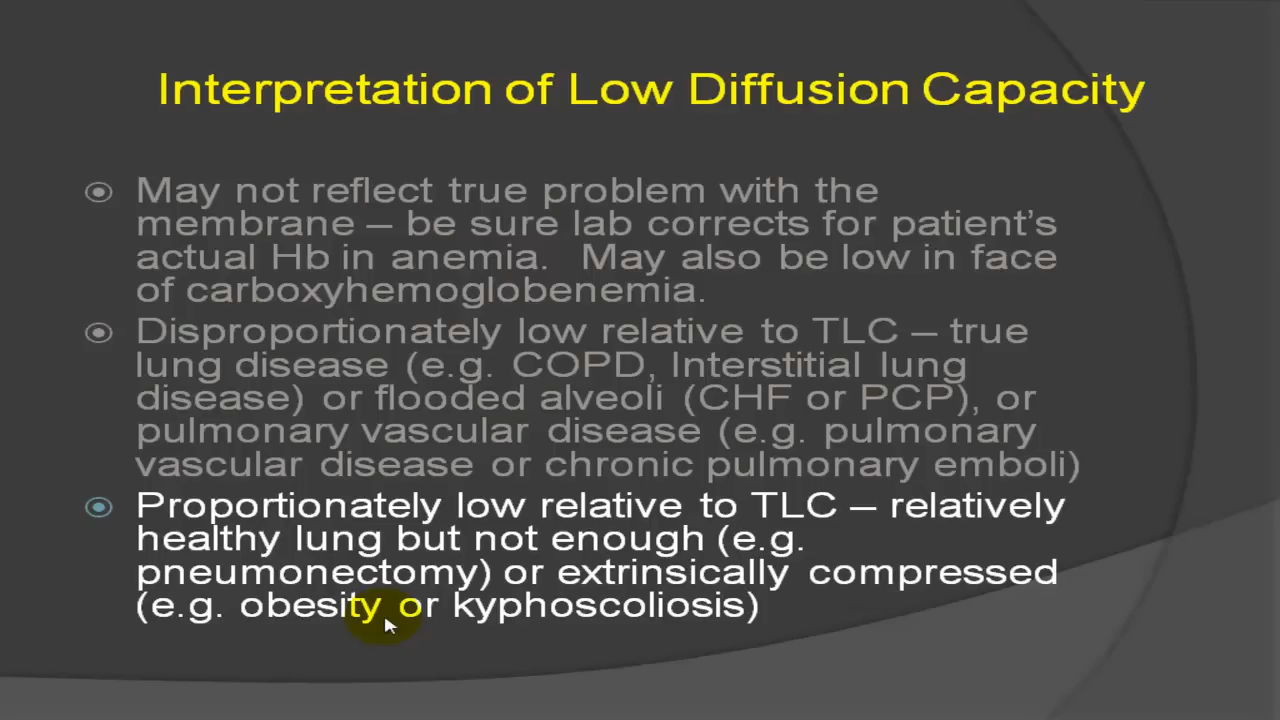 Interpretation of Low Diffusion Capacity
May not reflect true problem with the
membrane – be sure lab corrects for patient’s
actual Hb in anemia.  May also be low in face
of carboxyhemoglobenemia.
Disproportionately low relative to TLC – true
lung disease (e.g. COPD, Interstitial lung
disease) or flooded alveoli (CHF or PCP), or
pulmonary vascular disease (e.g. pulmonary
vascular disease or chronic pulmonary emboli)
Proportionately low relative to TLC – relatively
healthy lung but not enough (e.g.
pneumonectomy) or extrinsically compressed
(e.g. obesity or kyphoscoliosis)